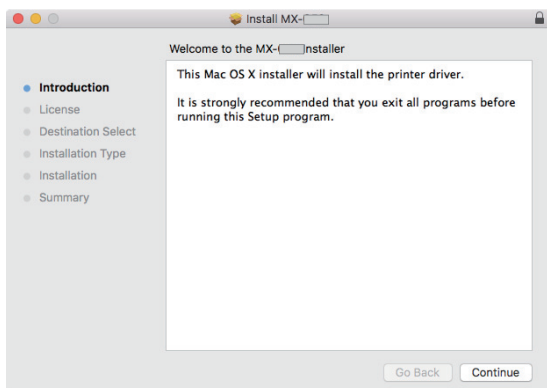 Install MX-
Welcome to the MX- nstaller
Introduction
License
Destination Select
Installation Type
Installation
Summary
This Mac OS X installer will install the printer driver.
It is strongly recommended that you exit all programs before
running this Setup program.
Go Back
Continue